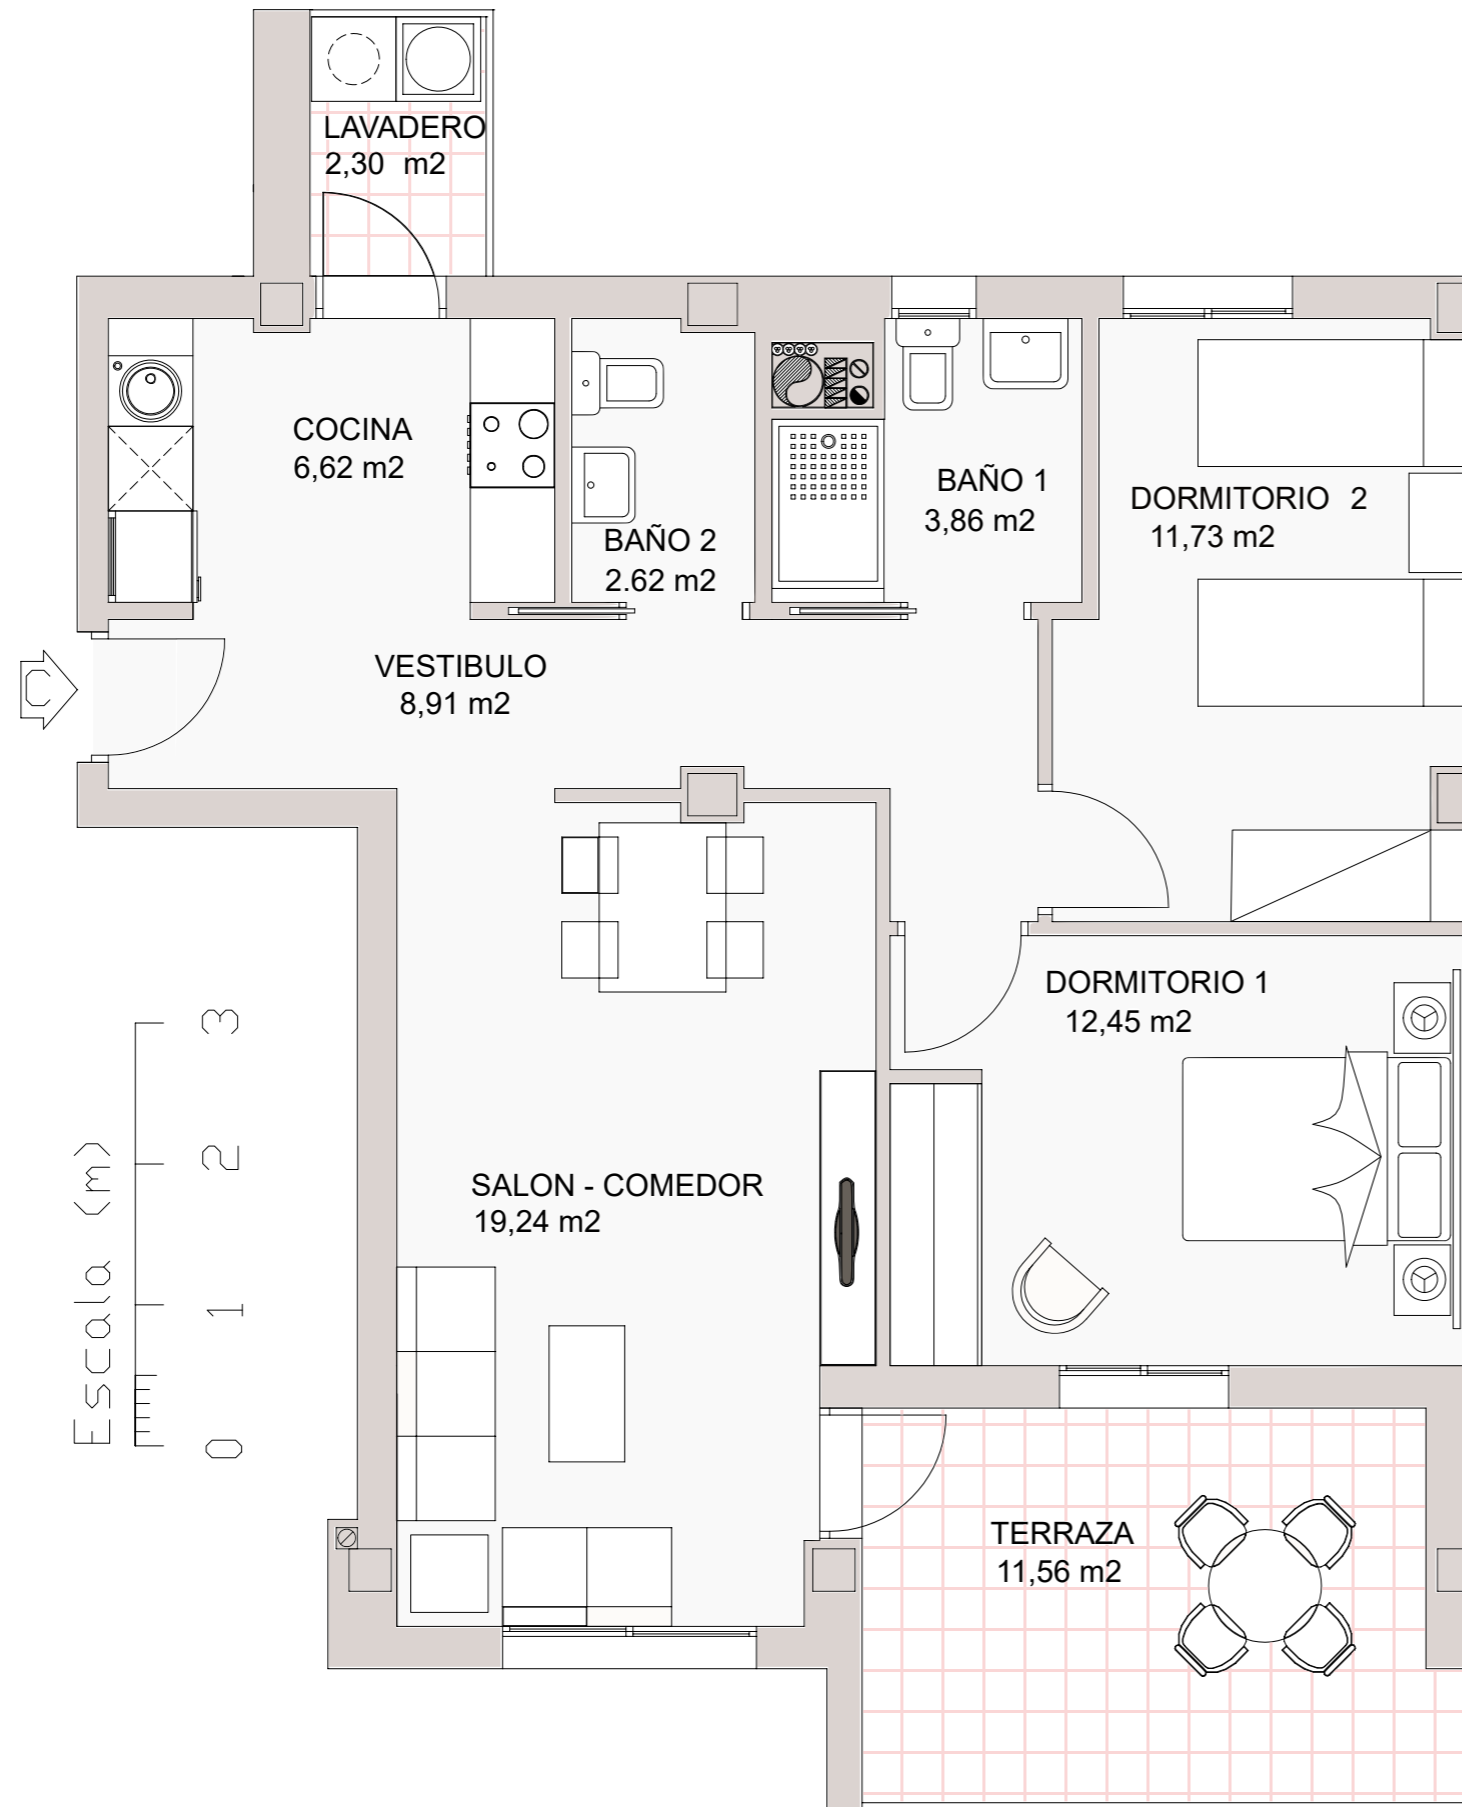 LAVADERO
2,30 m2
COCINA
6,62 m2
BAÑO 2
2.62 m2
BAÑO 1
3,86 m2
DORMITORIO 2
11,73 m2
VESTIBULO
8,91 m2
C
DORMITORIO 1
12,45 m2
SALON - COMEDOR
19,24 m2
TERRAZA
11,56 m2
Escala (m)
0 1 2 3